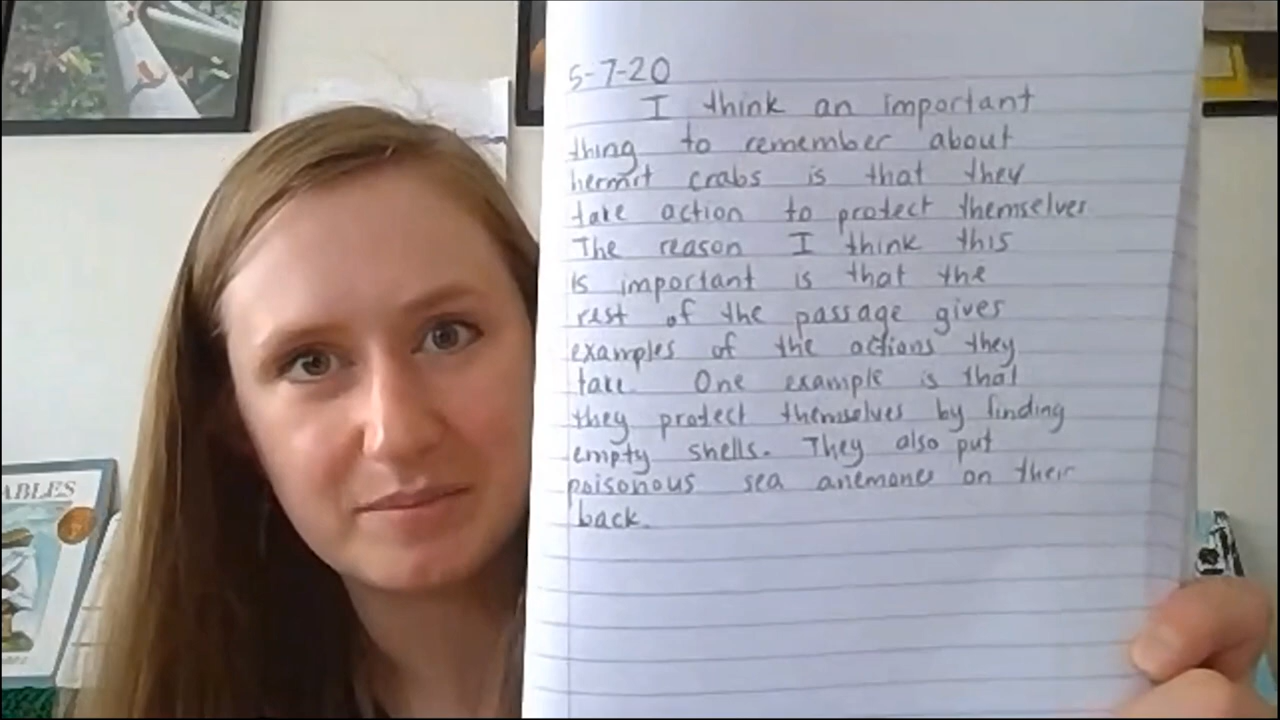 ABLES
5-7-20
I think an important
thing to remember about
hermit crabs is that they
take action to protect themselves
The reason I think this
is important is that the
rest of the passage gives
examples of the actions they
take. One example is that
they protect themselves by finding
empty shells. They also put
poisonous sea anemones on their
back.